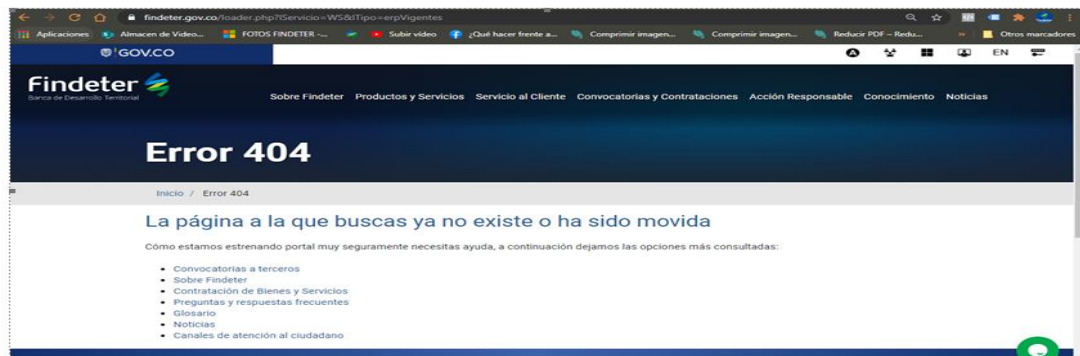 findeter.gov.co/loader.php?lServicio=WS&lTipo=erpVigentes
Aplicaciones Almacen de Video... FOTOS FINDETER -... Subir vídeo ¿Qué hacer frente a... Comprimir imagen... Comprimir imagen... Reducir PDF – Redu... » Otros marcadores
GOV.CO A EN
Findeter
Banca de Desarrollo Territorial
Sobre Findeter Productos y Servicios Servicio al Cliente Convocatorias y Contrataciones Acción Responsable Conocimiento Noticias
Error 404
Inicio / Error 404
La página a la que buscas ya no existe o ha sido movida
Cómo estamos estrenando portal muy seguramente necesitas ayuda, a continuación dejamos las opciones más consultadas:
Convocatorias a terceros
Sobre Findeter
Contratación de Bienes y Servicios
Preguntas y respuestas frecuentes
Glosario
Noticias
Canales de atención al ciudadano